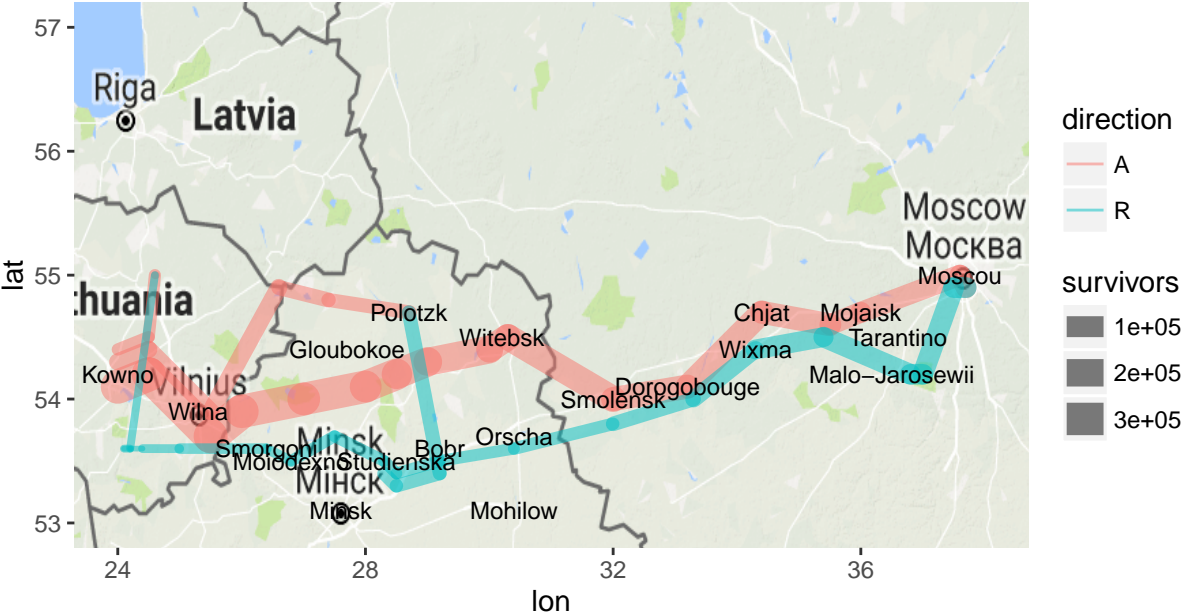 57
56
55
54
53
lat
24
28
32
36
lon
Riga
Latvia
thuania
Vilnius
Minsk
Мінск
Moscow
Москва
Kowno
Wilna
Smorgoni
Molodexno
Gloubokoe
Minsk
Studienska
Polotzk
Bobr
Witebsk
Orscha
Mohilow
Smolensk
Dorogobouge
Wixma
Chjat
Mojaisk
Moscou
Tarantino
Malo–Jarosewii
direction
A
R
survivors
1e+05
2e+05
3e+05